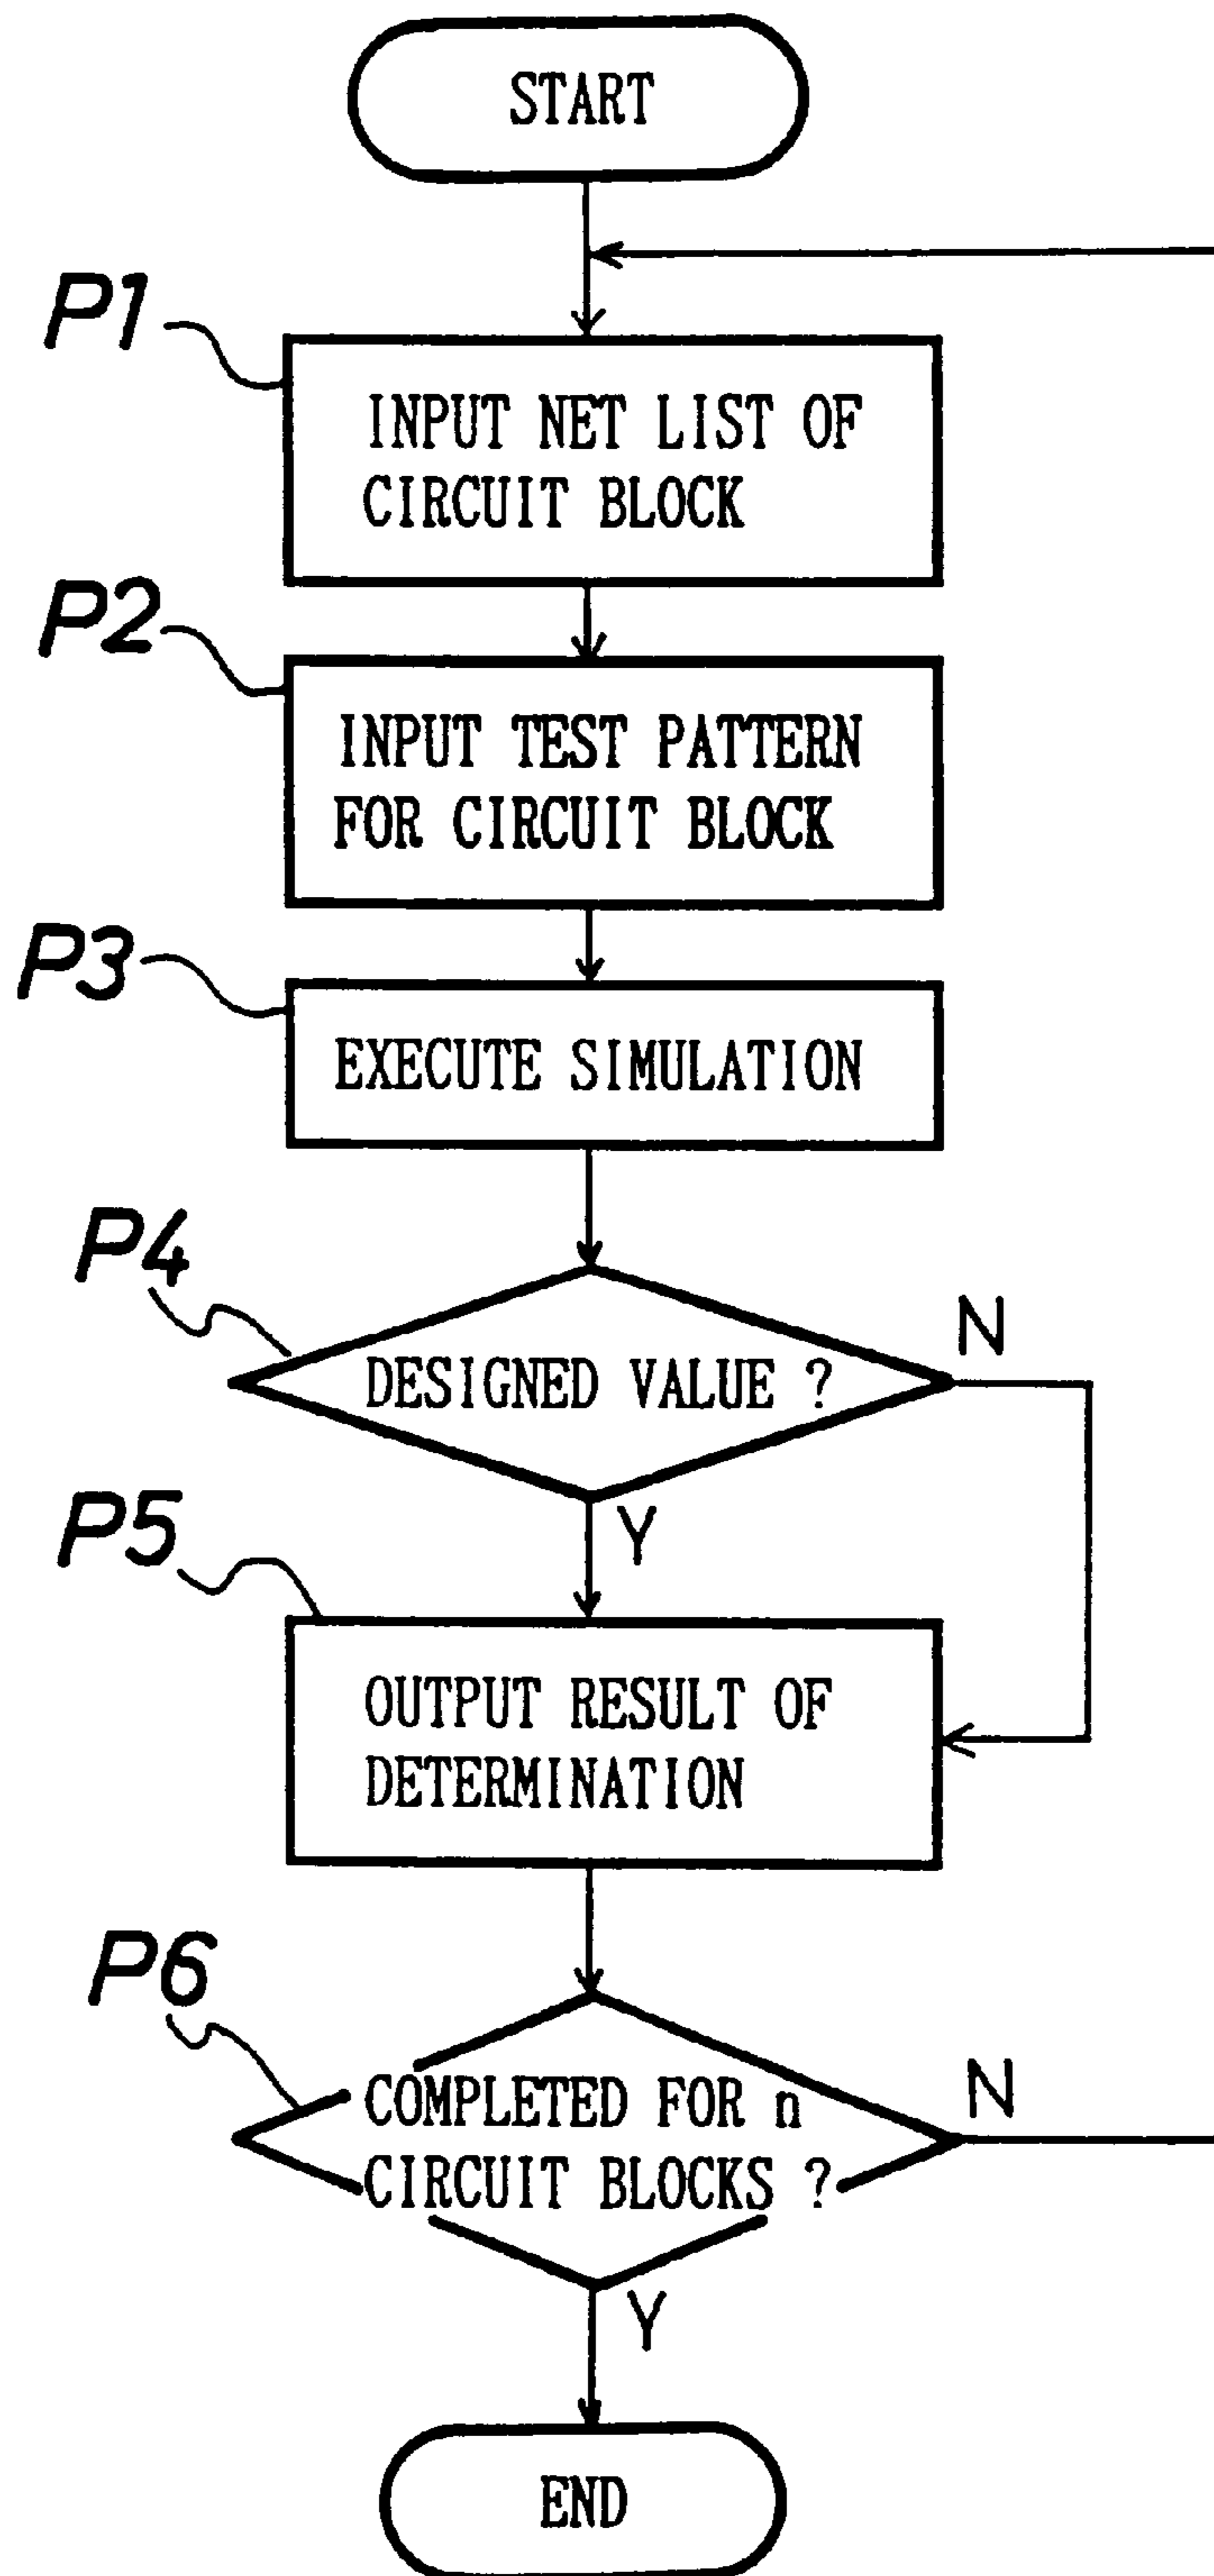 START
P1
INPUT NET LIST OF
CIRCUIT BLOCK
P2
INPUT TEST PATTERN
FOR CIRCUIT BLOCK
P3
EXECUTE SIMULATION
P4
DESIGNED VALUE ?
N
Y
P5
OUTPUT RESULT OF
DETERMINATION
P6
COMPLETED FOR n
CIRCUIT BLOCKS ?
N
Y
END